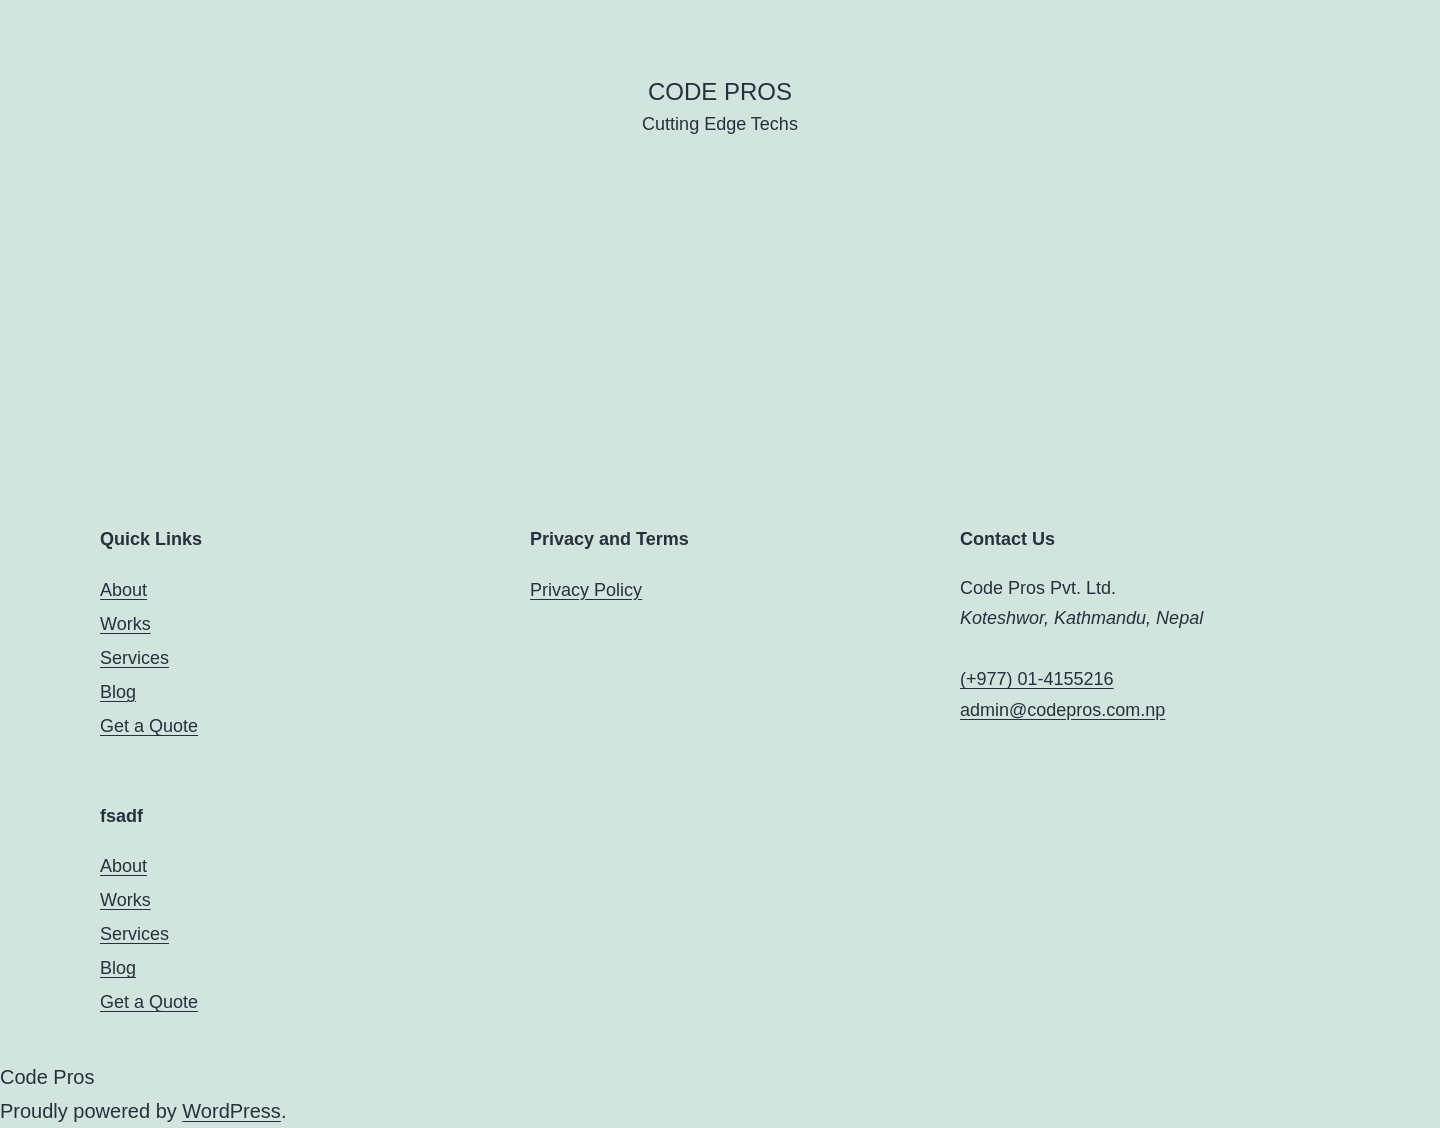 CODE PROS
Cutting Edge Techs
Quick Links
About
Works
Services
Blog
Get a Quote
Privacy and Terms
Privacy Policy
Contact Us
Code Pros Pvt. Ltd.
Koteshwor, Kathmandu, Nepal
(+977) 01-4155216
admin@codepros.com.np
fsadf
About
Works
Services
Blog
Get a Quote
Code Pros
Proudly powered by WordPress.